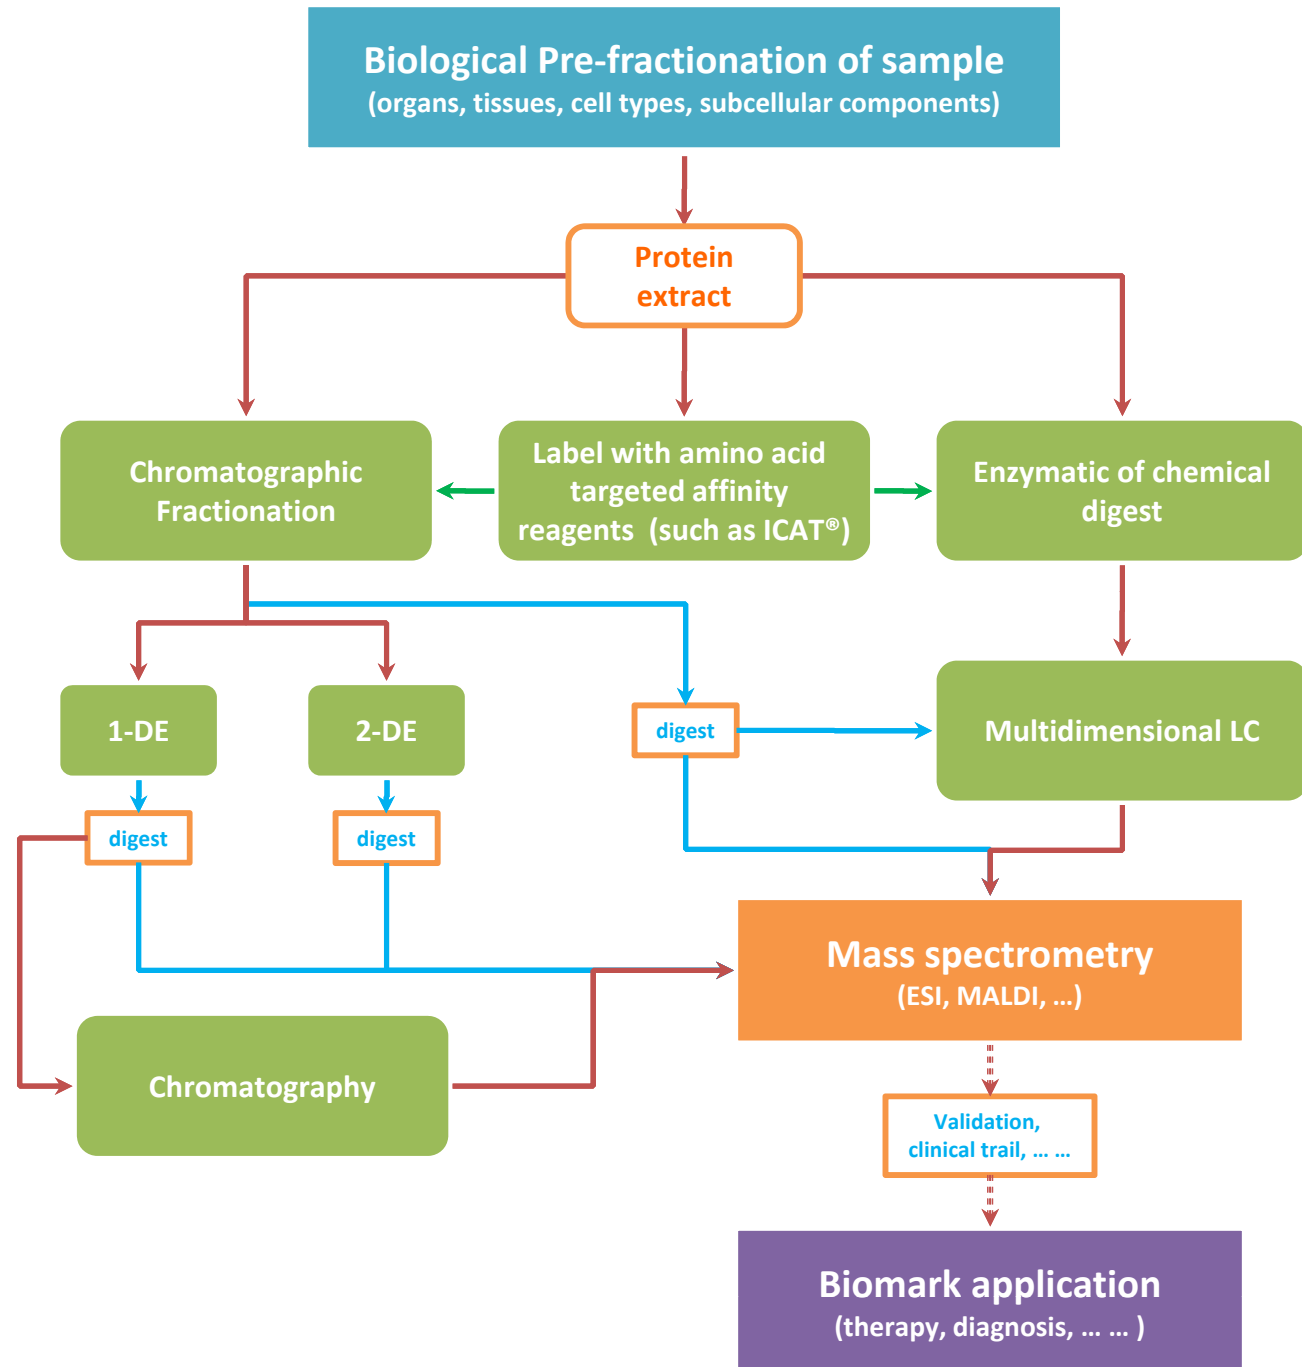 Biological Pre-fractionation of sample
(organs, tissues, cell types, subcellular components)
Protein
extract
Chromatographic
Fractionation
Label with amino acid
targeted affinity
reagents (such as ICAT®)
Enzymatic of chemical
digest
1-DE
2-DE
digest
Multidimensional LC
digest
digest
Mass spectrometry
(ESI, MALDI, ...)
Chromatography
Validation,
clinical trail, ... ...
Biomark application
(therapy, diagnosis, ... ... )